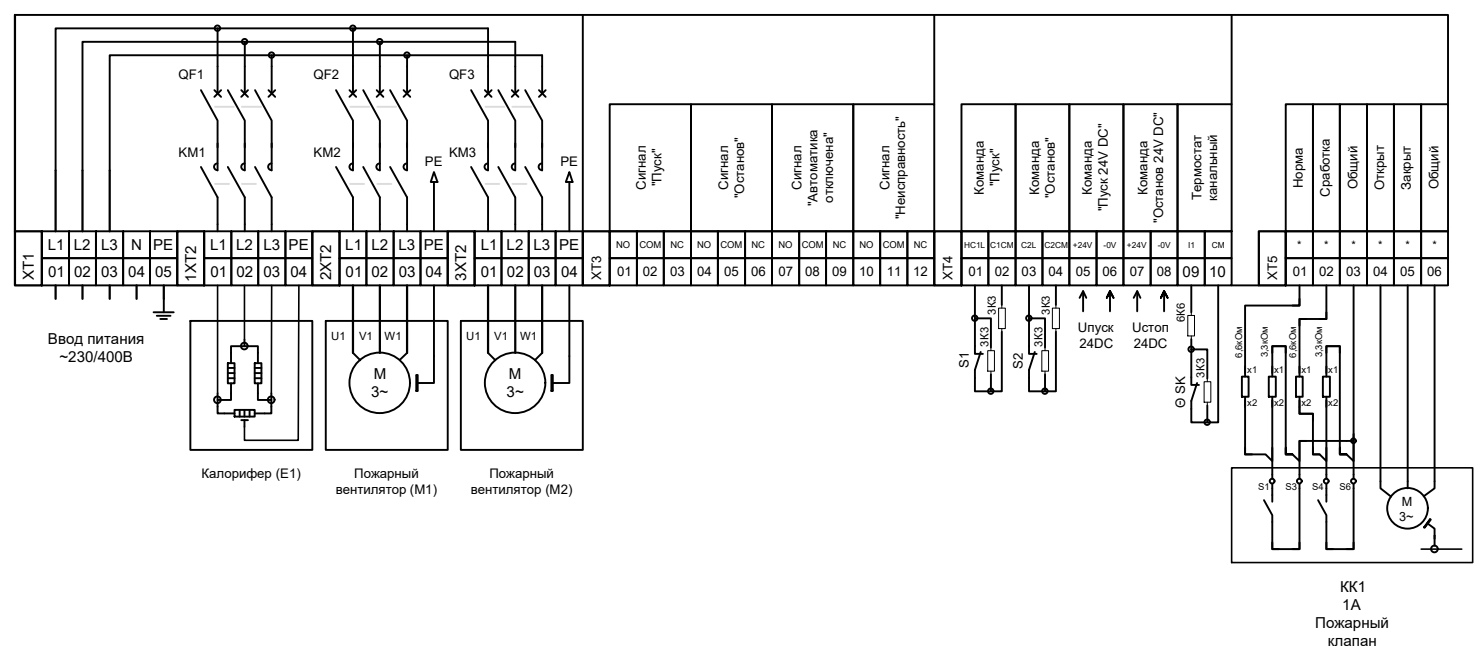 QF1
QF2
QF3
KM1
KM2
KM3
PE
PE
Сигнал
"Пуск"
Сигнал
"Останов"
Сигнал
"Автоматика
отключена"
Сигнал
"Неисправность"
Команда
"Пуск"
Команда
"Останов"
Команда
"Пуск 24V DC"
Команда
"Останов 24V DC"
Термостат
канальный
Норма
Сработка
Общий
Открыт
Закрыт
Общий
XT1
L1 L2 L3 N PE
01 02 03 04 05
1XT2
L1 L2 L3 PE
01 02 03 04
2XT2
L1 L2 L3 PE
01 02 03 04
3XT2
L1 L2 L3 PE
01 02 03 04
XT3
NO COM NC NO COM NC NO COM NC NO COM NC
01 02 03 04 05 06 07 08 09 10 11 12
XT4
HC1L C1CM C2L C2CM +24V -0V +24V -0V I1 CM
01 02 03 04 05 06 07 08 09 10
XT5
* * * * * *
01 02 03 04 05 06
Ввод питания
~230/400В
U1 V1 W1
M
3~
U1 V1 W1
M
3~
Калорифер (E1)
Пожарный
вентилятор (M1)
Пожарный
вентилятор (M2)
3K3
3K3
S1
3K3
3K3
S2
Uпуск
24DC
Uстоп
24DC
6K6
3K3
Θ SK
6,6кОм
3,3кОм
6,6кОм
3,3кОм
x1 x1 x1 x1
x2 x2 x2 x2
S1 S3 S4 S6
M
3~
КК1
1А
Пожарный
клапан